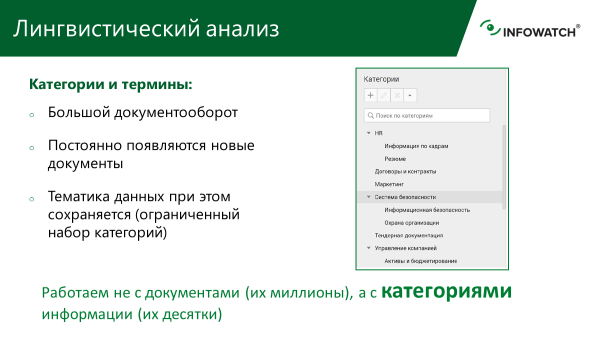 Лингвистический анализ
INFOWATCH®
Категории и термины:
Большой документооборот
Постоянно появляются новые
документы
Тематика данных при этом
сохраняется (ограниченный
набор категорий)
Категории
Поиск по категориям
HR
Информация по кадрам
Резюме
Договоры и контракты
Маркетинг
Система безопасности
Информационная безопасность
Охрана организации
Тендерная документация
Управление компанией
Активы и бюджетирование
Работаем не с документами (их миллионы), а с категориями
информации (их десятки)